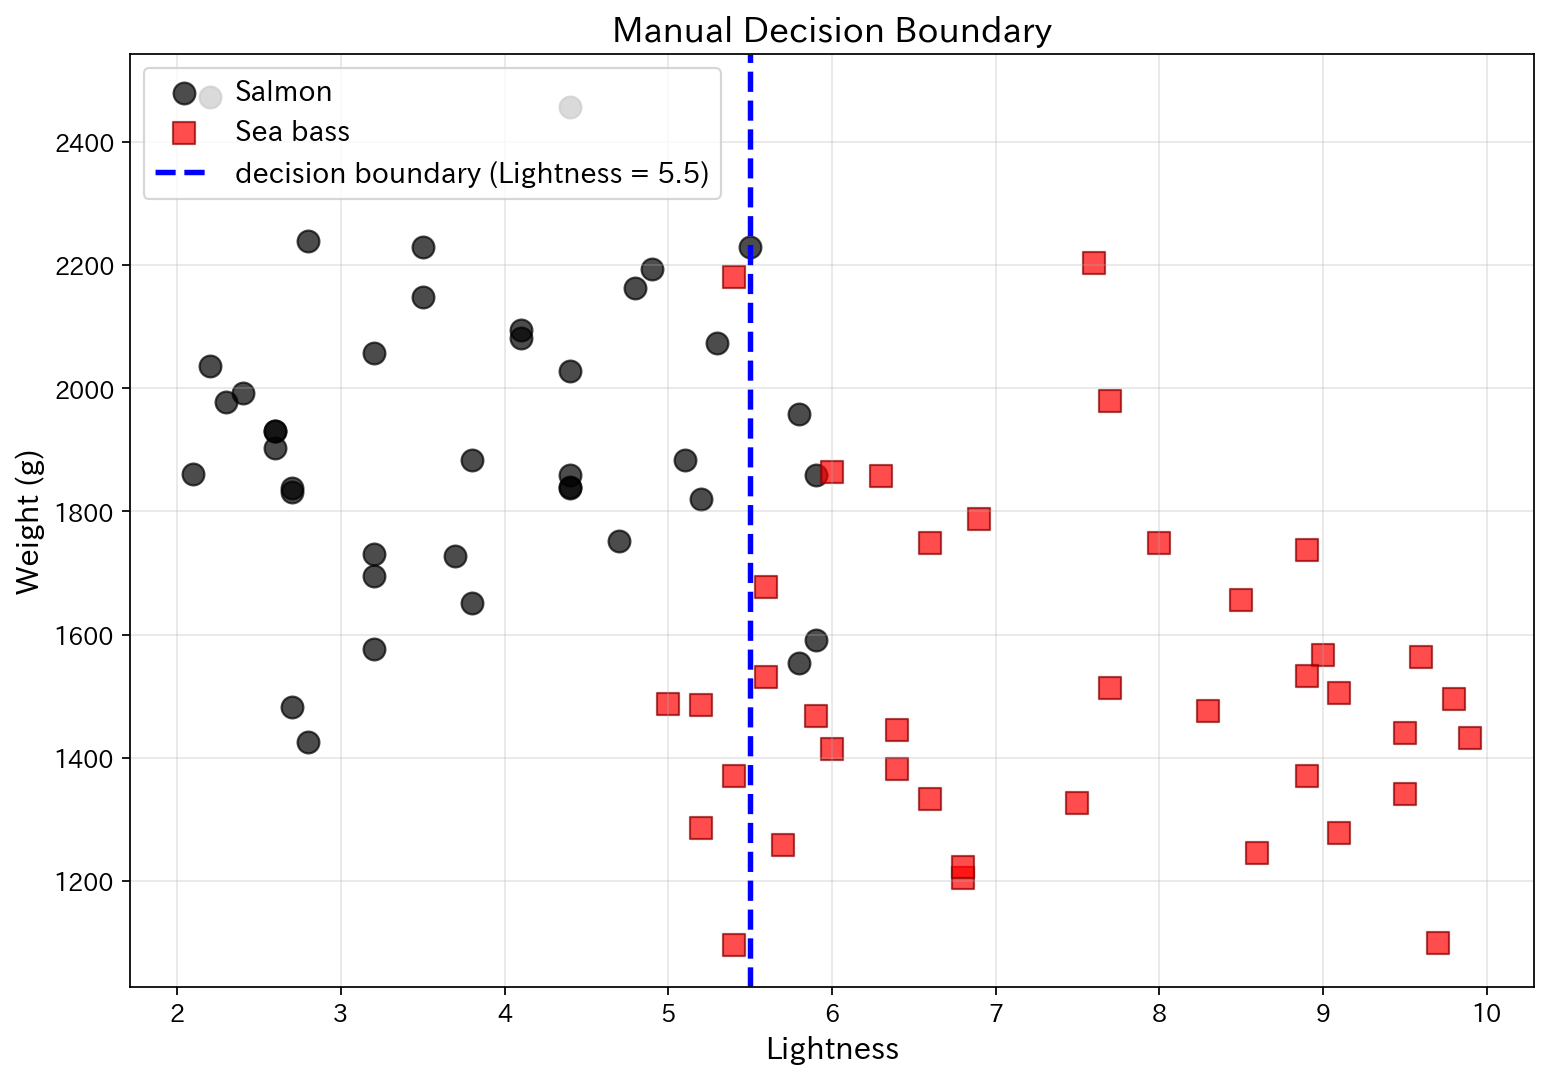 Manual Decision Boundary
Salmon
Sea bass
decision boundary (Lightness = 5.5)
Weight (g)
2400
2200
2000
1800
1600
1400
1200
2 3 4 5 6 7 8 9 10
Lightness